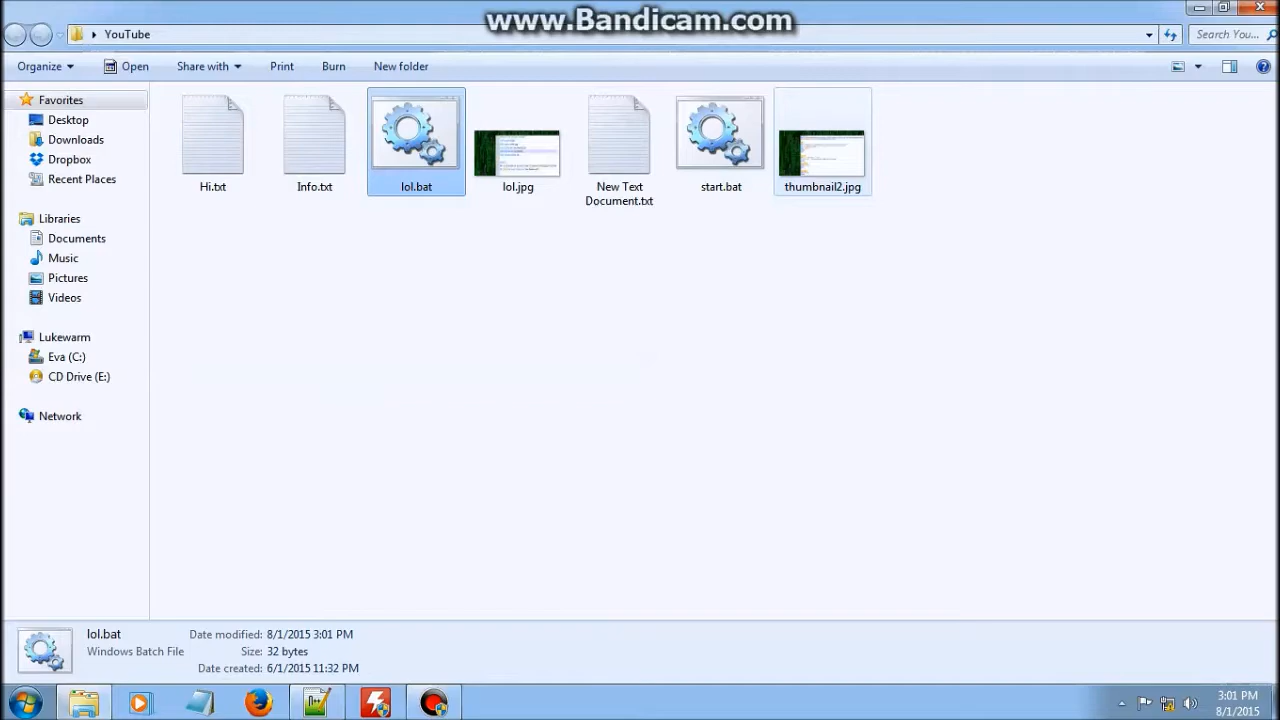 www.Bandicam.com
YouTube
Search You...
Organize
Open
Share with
Print
Burn
New folder
Favorites
Desktop
Downloads
Dropbox
Recent Places
Libraries
Documents
Music
Pictures
Videos
Lukewarm
Eva (C:)
CD Drive (E:)
Network
Hi.txt
Info.txt
lol.bat
lol.jpg
New Text
Document.txt
start.bat
thumbnail2.jpg
lol.bat
Windows Batch File
Date modified: 8/1/2015 3:01 PM
Size: 32 bytes
Date created: 6/1/2015 11:32 PM
3:01 PM
8/1/2015